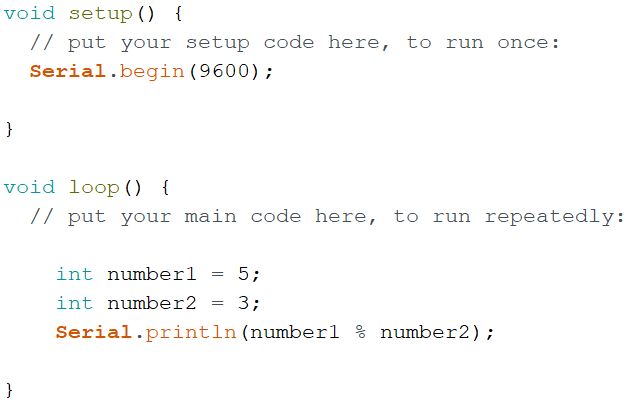 void setup() {
  // put your setup code here, to run once:
  Serial.begin(9600);
}
void loop() {
  // put your main code here, to run repeatedly:
    int number1 = 5;
    int number2 = 3;
    Serial.println(number1 % number2);
}